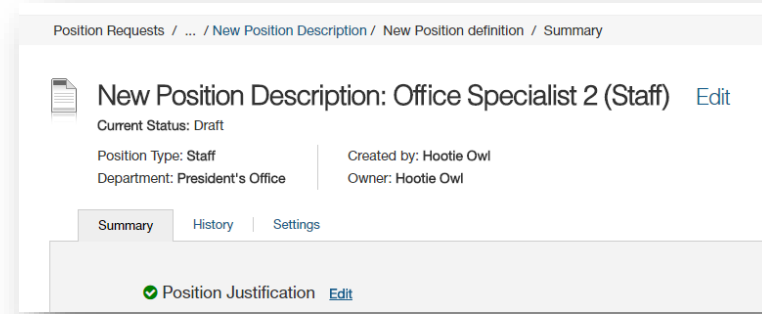 Position Requests / ... / New Position Description / New Position definition / Summary
New Position Description: Office Specialist 2 (Staff) Edit
Current Status: Draft
Position Type: Staff Created by: Hootie Owl
Department: President's Office Owner: Hootie Owl
Summary History Settings
Position Justification Edit